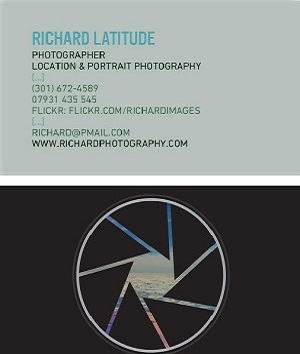 RICHARD LATITUDE
PHOTOGRAPHER
LOCATION & PORTRAIT PHOTOGRAPHY
[...]
(301) 672-4589
07931 435 545
FLICKR: FLICKR.COM/RICHARDIMAGES
[...]
RICHARD@PMAIL.COM
WWW.RICHARDPHOTOGRAPHY.COM